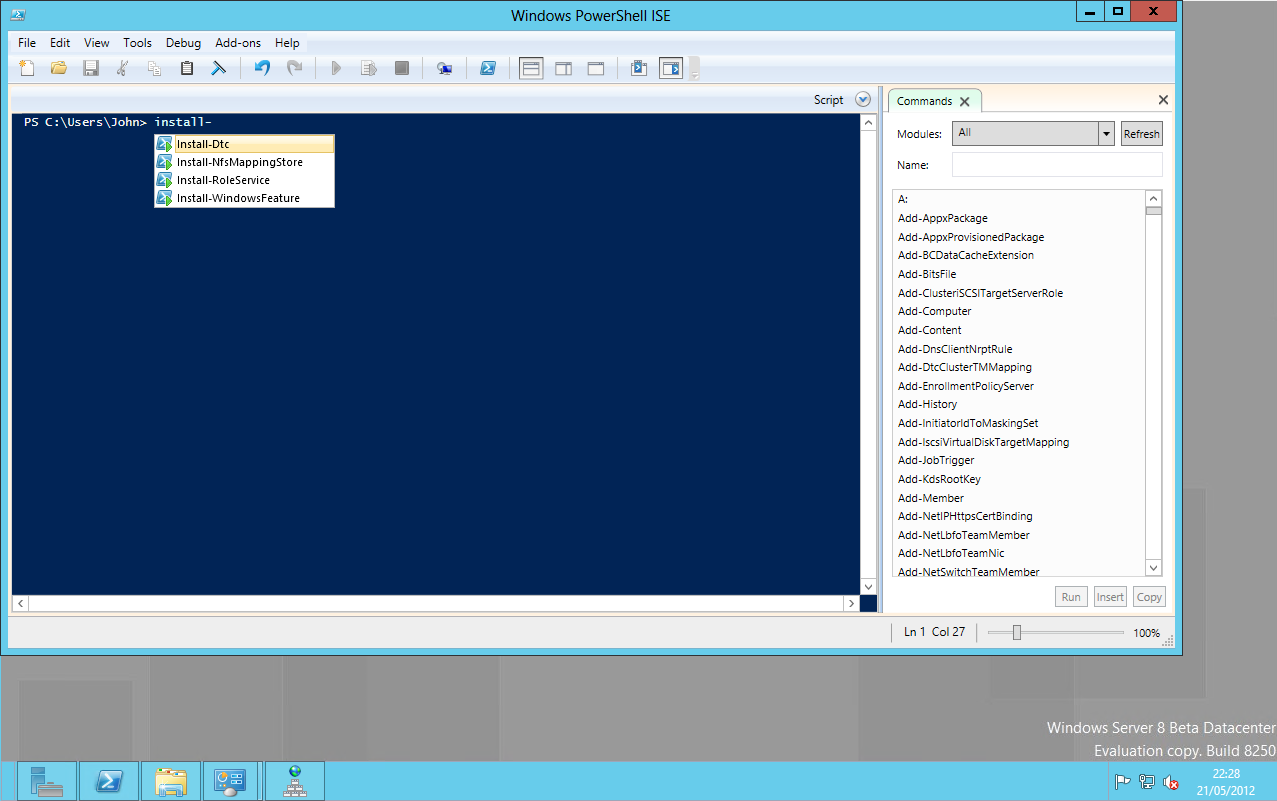 Windows PowerShell ISE
File Edit View Tools Debug Add-ons Help
Script
PS C:\Users\John> install-
Install-Dtc
Install-NfsMappingStore
Install-RoleService
Install-WindowsFeature
Commands
Modules: All Refresh
Name:
A:
Add-AppxPackage
Add-AppxProvisionedPackage
Add-BCDataCacheExtension
Add-BitsFile
Add-ClusteriSCSITargetServerRole
Add-Computer
Add-Content
Add-DnsClientNrptRule
Add-DtcClusterTMMapping
Add-EnrollmentPolicyServer
Add-History
Add-InitiatorIdToMaskingSet
Add-IscsiVirtualDiskTargetMapping
Add-JobTrigger
Add-KdsRootKey
Add-Member
Add-NetIPHttpsCertBinding
Add-NetLbfoTeamMember
Add-NetLbfoTeamNic
Add-NetSwitchTeamMember
Run Insert Copy
Ln 1 Col 27 100%
Windows Server 8 Beta Datacenter
Evaluation copy. Build 8250
22:28
21/05/2012